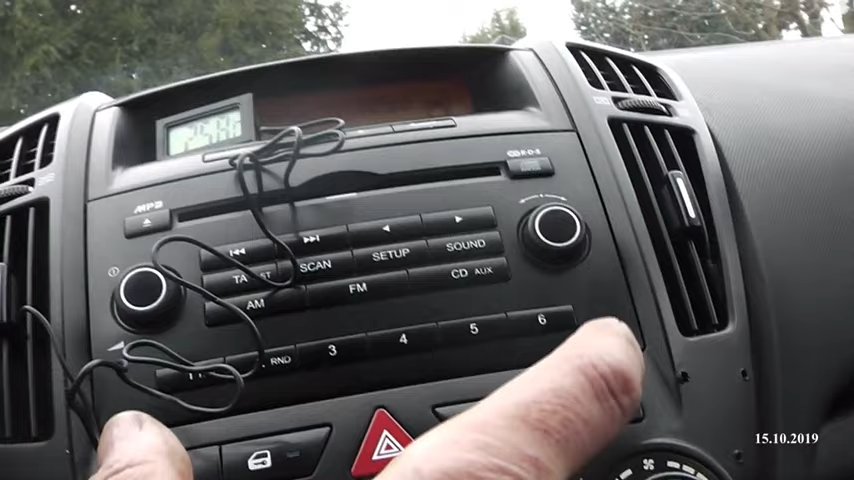 MP3
TA
SCAN
SETUP
SOUND
AM
FM
CD AUX
RND
3
4
5
6
15.10.2019